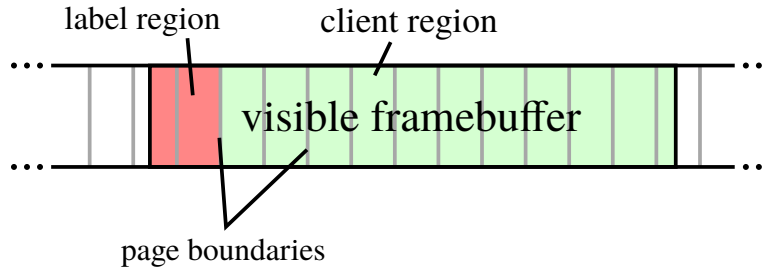 label region
client region
visible framebuffer
page boundaries